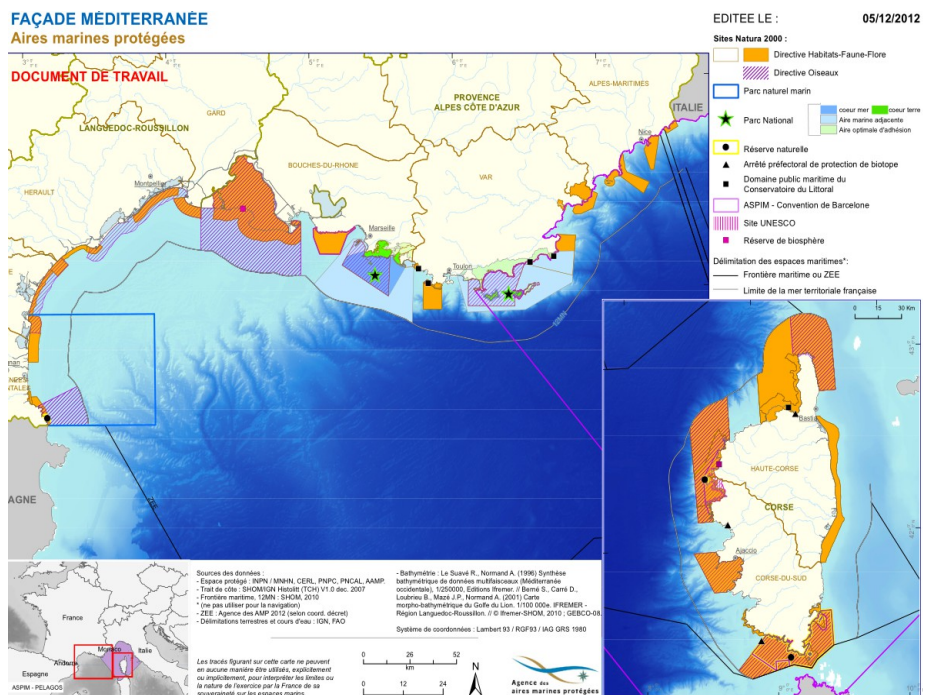 FAÇADE MÉDITERRANÉE
Aires marines protégées
DOCUMENT DE TRAVAIL
EDITEE LE : 05/12/2012
Sites Natura 2000 :
Directive Habitats-Faune-Flore
Directive Oiseaux
Parc naturel marin
Parc National
coeur mer
coeur terre
Aire marine adjacente
Aire optimale d'adhésion
Réserve naturelle
Arrêté préfectoral de protection de biotope
Domaine public maritime du
Conservatoire du Littoral
ASPIM - Convention de Barcelone
Site UNESCO
Réserve de biosphère
Délimitation des espaces maritimes*:
Frontière maritime ou ZEE
Limite de la mer territoriale française
ALPES-MARITIMES
PROVENCE
ALPES CÔTE D'AZUR
ITALIE
GARD
LANGUEDOC-ROUSSILLON
Nice
BOUCHES-DU-RHONE
VAR
HERAULT
Montpellier
Marseille
Toulon
12MN
ZEE
AGNE
0 15 30 Km
Bastia
HAUTE-CORSE
CORSE
Ajaccio
CORSE-DU-SUD
France
Monaco
Italie
Andorre
Espagne
ASPIM - PELAGOS
Sources des données :
- Espace protégé : INPN / MNHN, CERL, PNPC, PNCAL, AAMP.
- Trait de côte : SHOM/IGN Histolitt (TCH) V1.0 dec. 2007
- Frontière maritime, 12MN : SHOM, 2010
* (ne pas utiliser pour la navigation)
- ZEE : Agence des AMP 2012 (selon coord. décret)
- Délimitations terrestres et cours d'eau : IGN, FAO
- Bathymétrie : Le Suavé R., Normand A. (1996) Synthèse
bathymétrique de données multifaisceaux (Méditerranée
occidentale), 1/250000, Editions Ifremer. // Berné S., Carré D.,
Loubrieu B., Mazé J.P., Normand A. (2001) Carte
morpho-bathymétrique du Golfe du Lion. 1/100 000e. IFREMER -
Région Languedoc-Roussillon. // © Ifremer-SHOM, 2010 ; GEBCO-08.
Système de coordonnées : Lambert 93 / RGF93 / IAG GRS 1980
Les tracés figurant sur cette carte ne peuvent
en aucune manière être utilisés, explicitement
ou implicitement, pour interpréter les limites ou
la nature de l'exercice par la France de sa
souveraineté sur les espaces marins.
0 26 52
km
0 12 24
N
Agence des
aires marines protégées